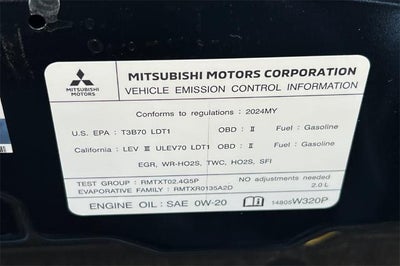 MITSUBISHI
MOTORS
MITSUBISHI MOTORS CORPORATION
VEHICLE EMISSION CONTROL INFORMATION
Conforms to regulations : 2024MY
U.S. EPA : T3B70 LDT1 OBD : Ⅱ Fuel : Gasoline
California : LEV Ⅲ ULEV70 LDT1 OBD : Ⅱ Fuel : Gasoline
EGR, WR-HO2S, TWC, HO2S, SFI
TEST GROUP : RMTXT02.4G5P NO adjustments needed
EVAPORATIVE FAMILY : RMTXR0135A2D 2.0 L
ENGINE OIL : SAE 0W-20 14805W320P